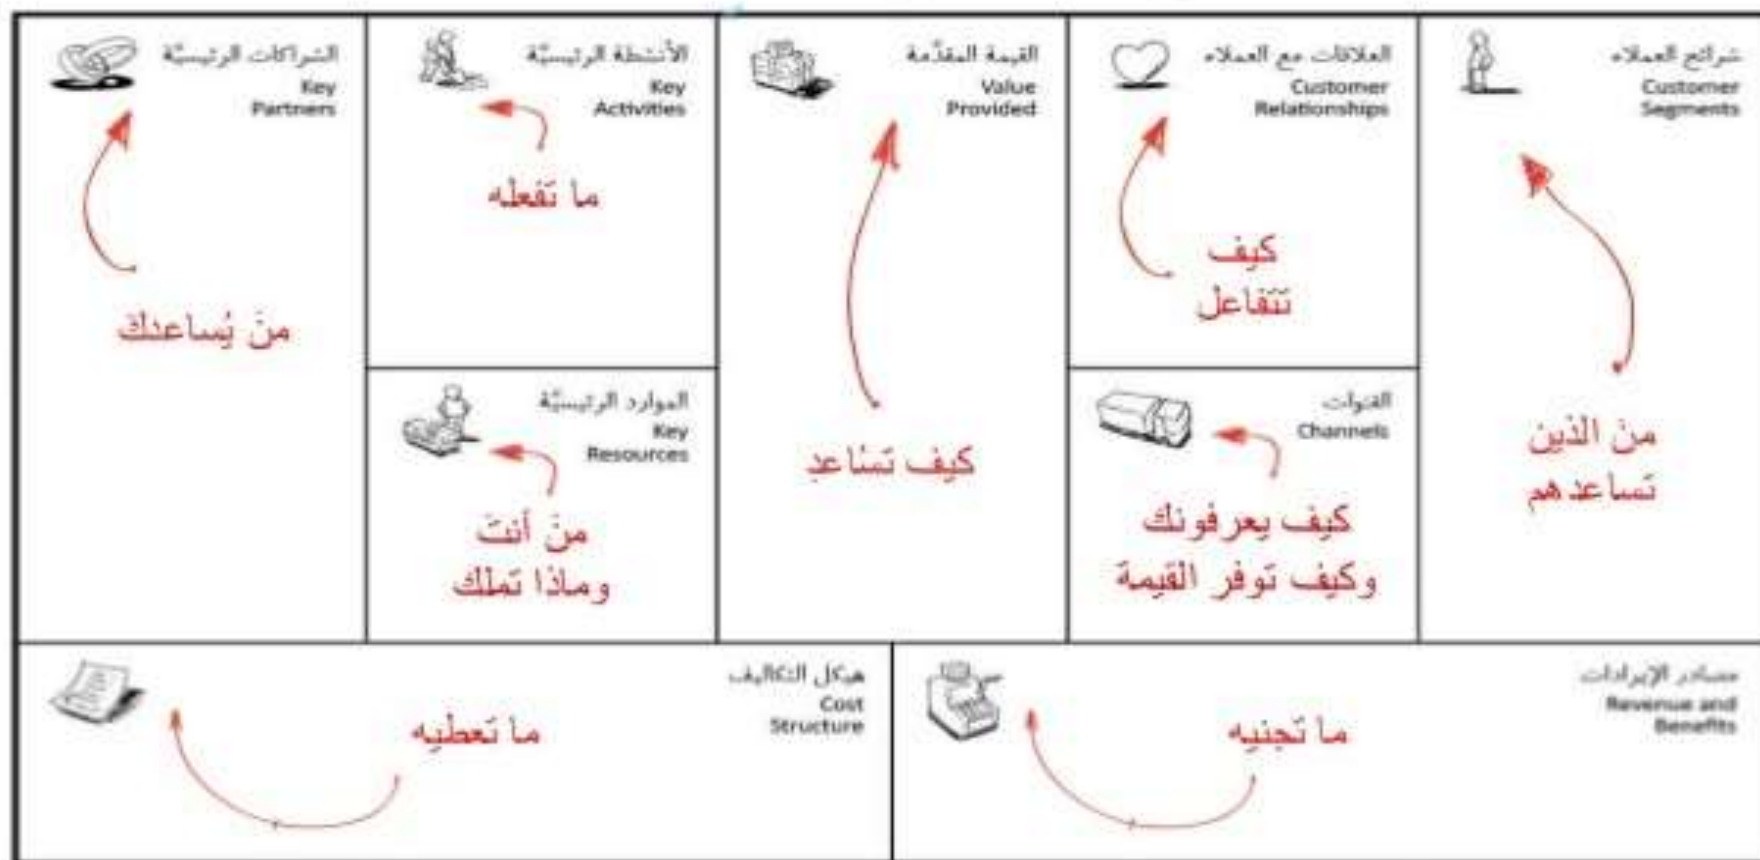 الشراكات الرئيسيَّة
Key
Partners
من يُساعدك
الأنشطة الرئيسيَّة
Key
Activities
ما تفعله
الموارد الرئيسيَّة
Key
Resources
من أنت
وماذا تملك
القيمة المقدَّمة
Value
Provided
كيف تساعد
العلاقات مع العملاء
Customer
Relationships
كيف
تتفاعل
القنوات
Channels
كيف يعرفونك
وكيف توفر القيمة
شرائح العملاء
Customer
Segments
من الذين
تساعدهم
هيكل التكاليف
Cost
Structure
ما تعطيه
مصادر الإيرادات
Revenue and
Benefits
ما تجنيه